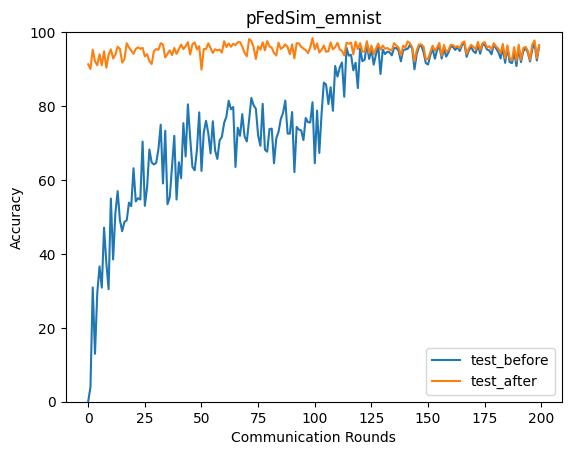 pFedSim_emnist
100
80
60
40
20
0
Accuracy
0 25 50 75 100 125 150 175 200
Communication Rounds
test_before
test_after